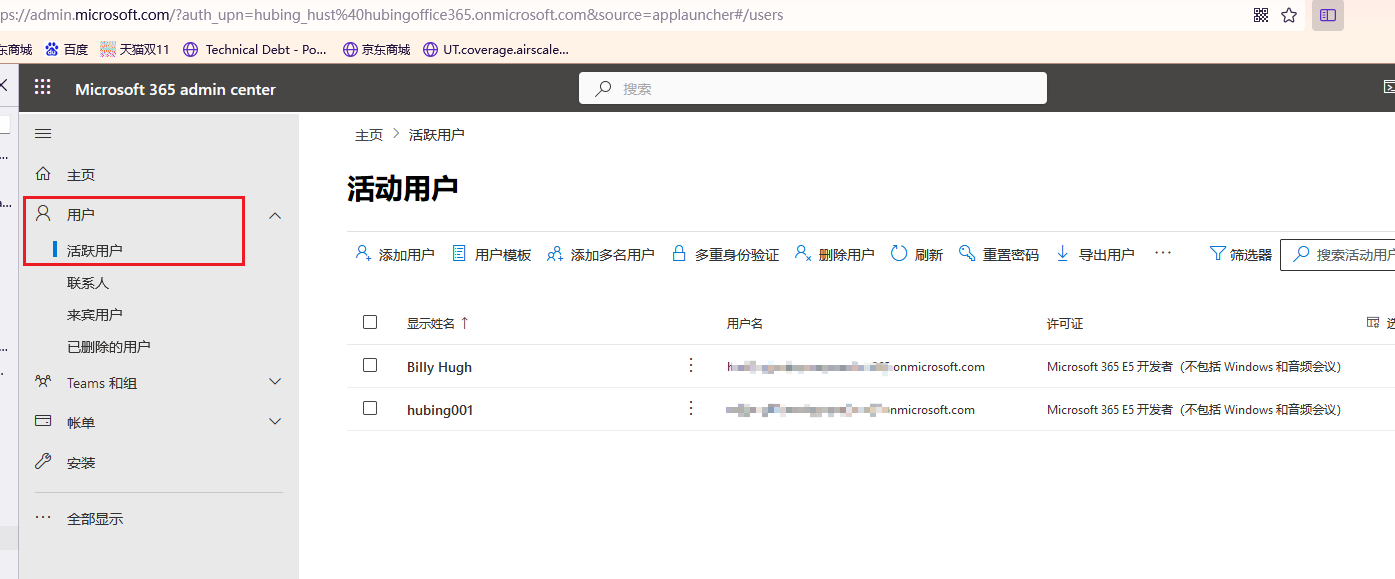 ps://admin.microsoft.com/?auth_upn=hubing_hust%40hubingoffice365.onmicrosoft.com&source=applauncher#/users
东商城 百度 天猫双11 Technical Debt - Po... 京东商城 UT.coverage.airscale...
Microsoft 365 admin center 搜索
主页 > 活跃用户
主页
活动用户
用户
活跃用户
添加用户 用户模板 添加多名用户 多重身份验证 删除用户 刷新 重置密码 导出用户 ··· 筛选器 搜索活动用户
联系人
来宾用户
已删除的用户
Teams 和组
帐单
安装
··· 全部显示
显示姓名 ↑ 用户名 许可证 选
Billy Hugh onmicrosoft.com Microsoft 365 E5 开发者（不包括 Windows 和音频会议）
hubing001 nmicrosoft.com Microsoft 365 E5 开发者（不包括 Windows 和音频会议）